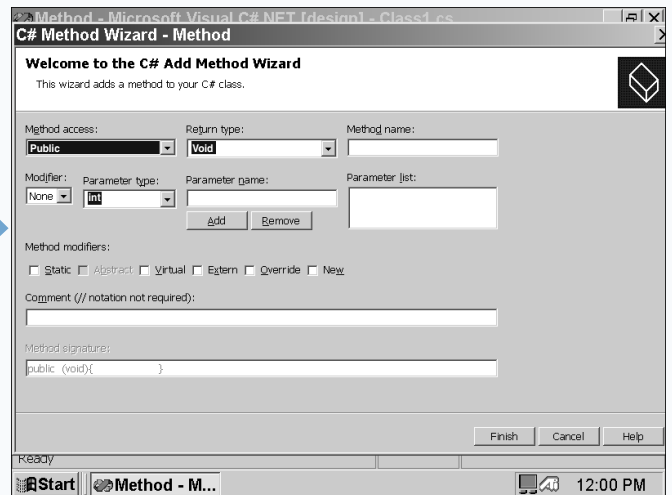 Method - Microsoft Visual C# NET [design] - Class1.cs
C# Method Wizard - Method
Welcome to the C# Add Method Wizard
This wizard adds a method to your C# class.
Method access: Return type: Method name:
Public Void
Modifier: Parameter type: Parameter name: Parameter list:
None int
Add Remove
Method modifiers:
Static Abstract Virtual Extern Override New
Comment (// notation not required):
Method signature:
public (void){ }
Finish Cancel Help
Ready
Start Method - M... 12:00 PM